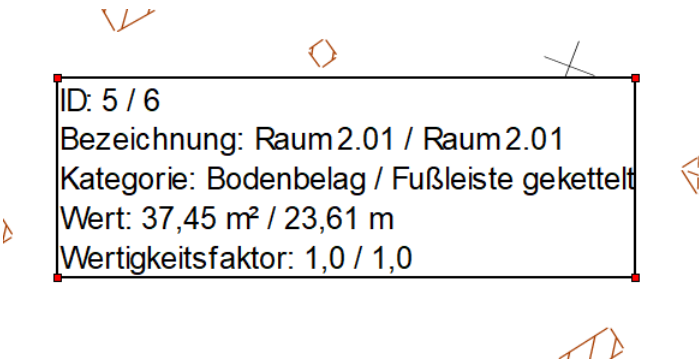 ID: 5 / 6
Bezeichnung: Raum 2.01 / Raum 2.01
Kategorie: Bodenbelag / Fußleiste gekettelt
Wert: 37,45 m² / 23,61 m
Wertigkeitsfaktor: 1,0 / 1,0